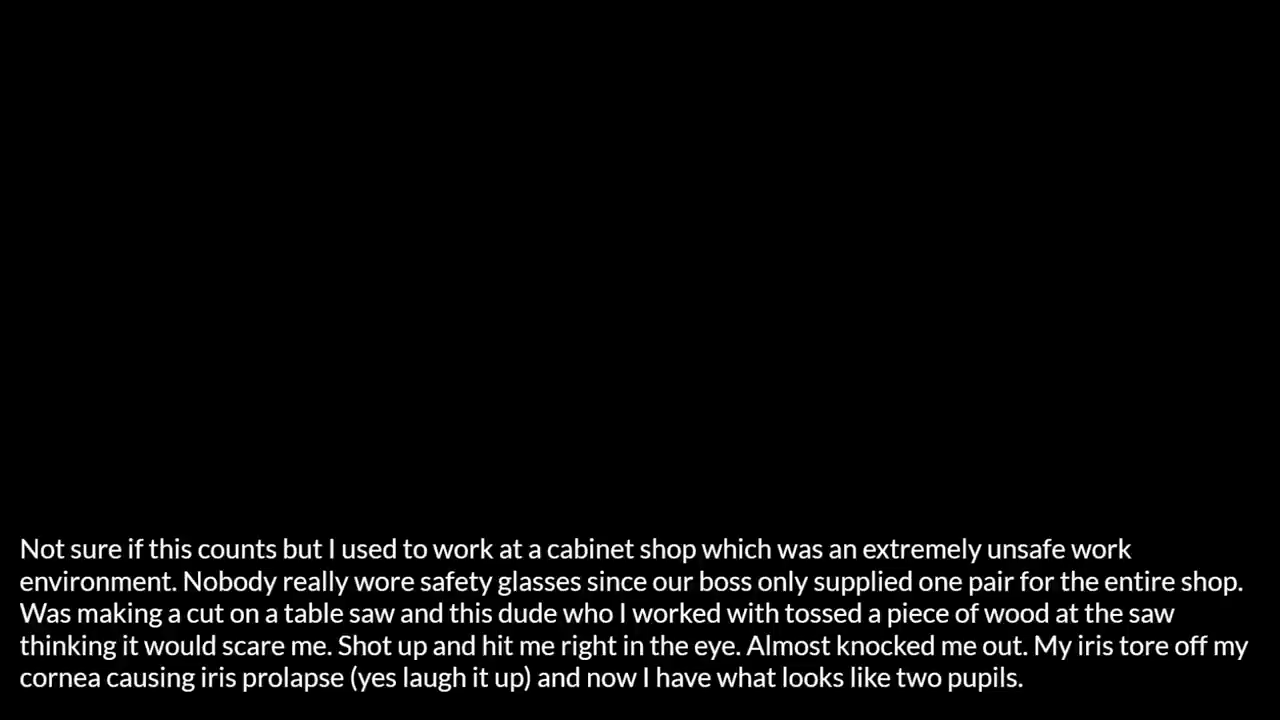 Not sure if this counts but I used to work at a cabinet shop which was an extremely unsafe work
environment. Nobody really wore safety glasses since our boss only supplied one pair for the entire shop.
Was making a cut on a table saw and this dude who I worked with tossed a piece of wood at the saw
thinking it would scare me. Shot up and hit me right in the eye. Almost knocked me out. My iris tore off my
cornea causing iris prolapse (yes laugh it up) and now I have what looks like two pupils.